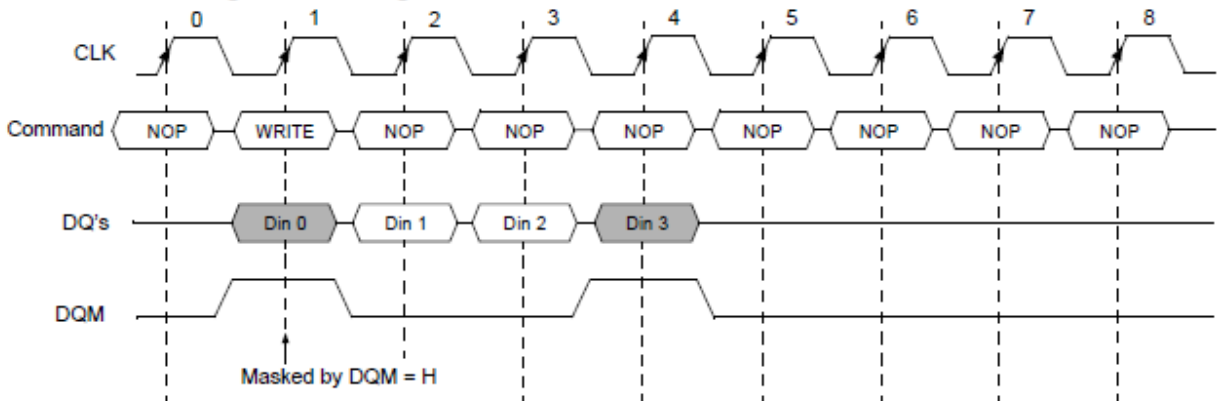 0 1 2 3 4 5 6 7 8
CLK
Command NOP WRITE NOP NOP NOP NOP NOP NOP NOP
DQ's Din 0 Din 1 Din 2 Din 3
DQM
Masked by DQM = H